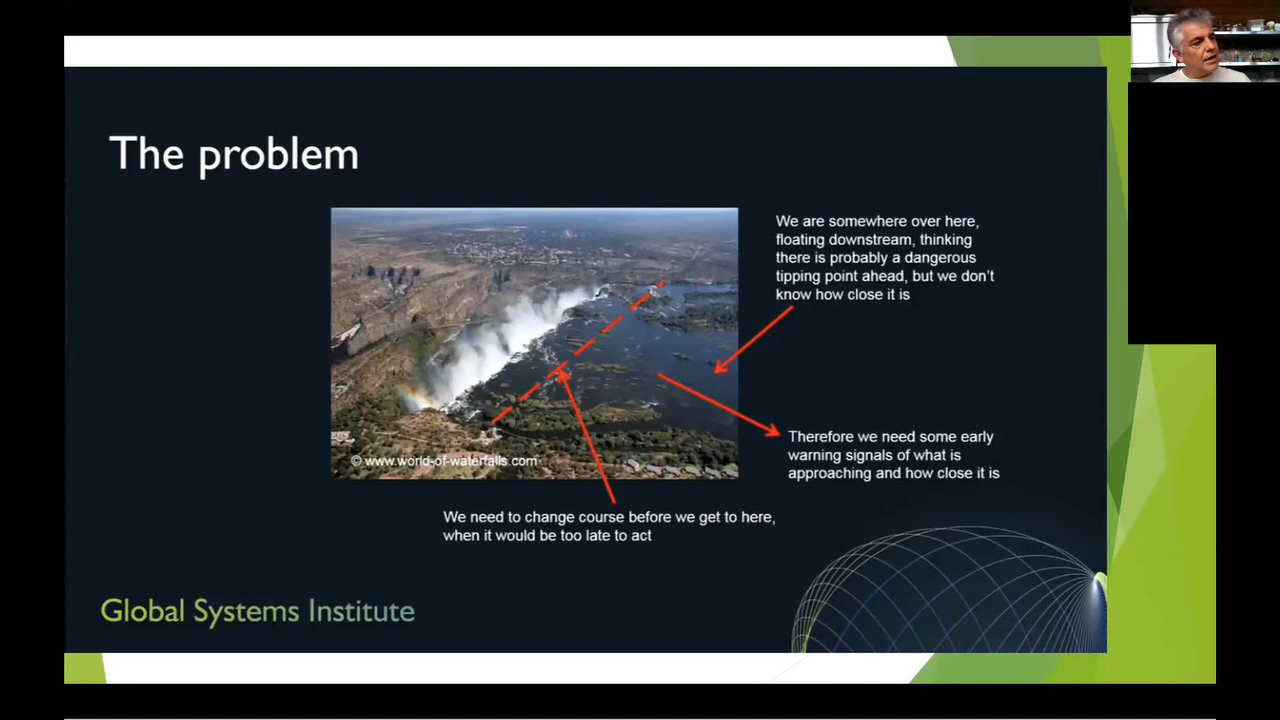 The problem
We are somewhere over here,
floating downstream, thinking
there is probably a dangerous
tipping point ahead, but we don't
know how close it is
Therefore we need some early
warning signals of what is
approaching and how close it is
© www.world-of-waterfalls.com
We need to change course before we get to here,
when it would be too late to act
Global Systems Institute